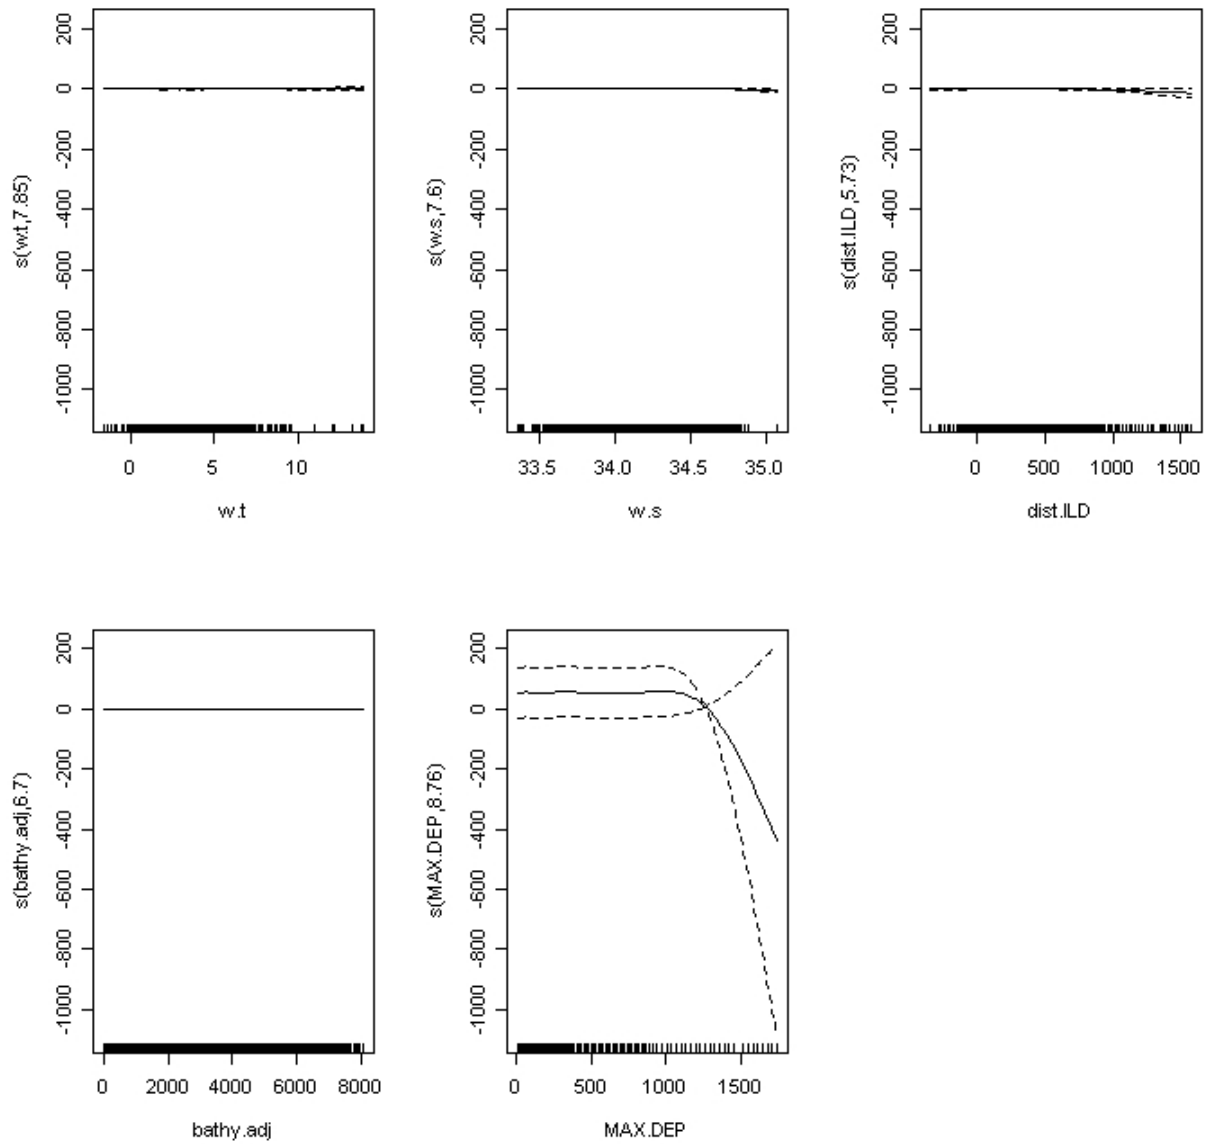 200
0
-200
-400
-600
-800
-1000
s(w.t,7.85)
0 5 10
w.t
200
0
-200
-400
-600
-800
-1000
s(w.s,7.6)
33.5 34.0 34.5 35.0
w.s
200
0
-200
-400
-600
-800
-1000
s(dist.ILD,5.73)
0 500 1000 1500
dist.ILD
200
0
-200
-400
-600
-800
-1000
s(bathy.adj,6.7)
0 2000 4000 6000 8000
bathy.adj
200
0
-200
-400
-600
-800
-1000
s(MAX.DEP,8.76)
0 500 1000 1500
MAX.DEP